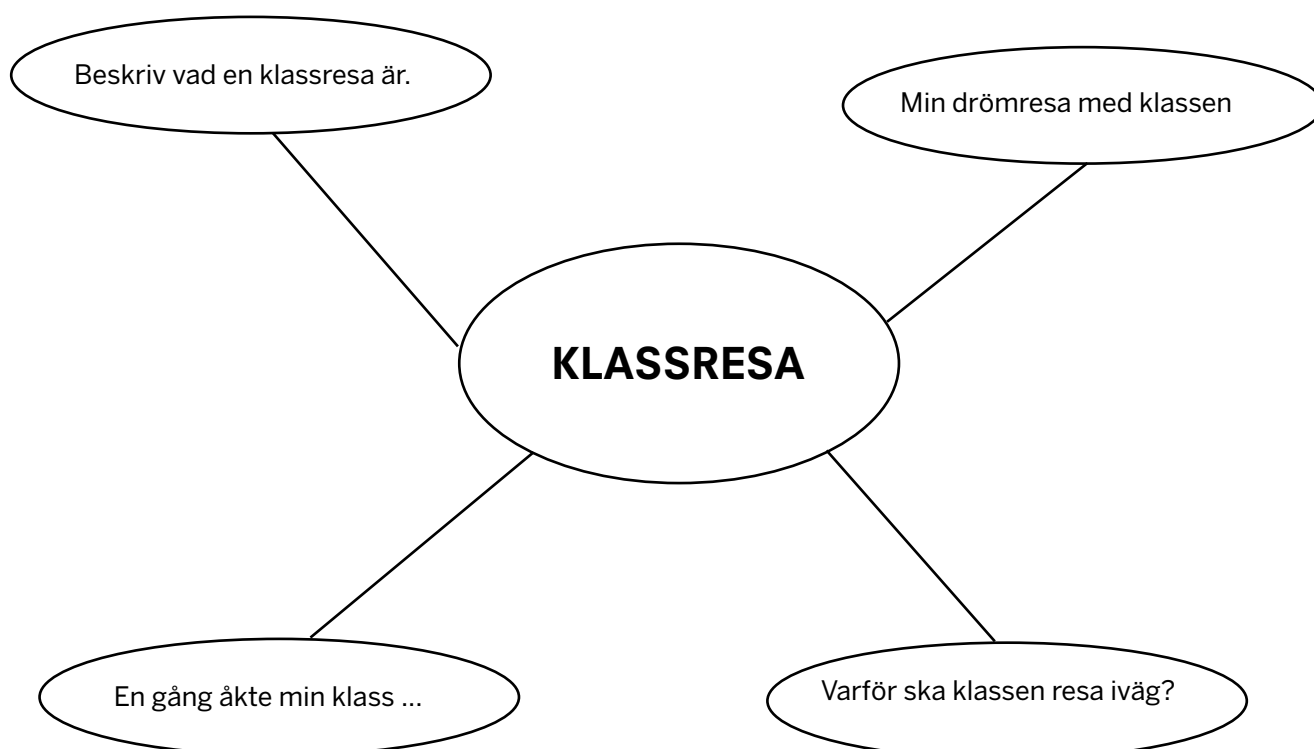 Beskriv vad en klassresa är.
Min drömresa med klassen
KLASSRESA
En gång åkte min klass ...
Varför ska klassen resa iväg?